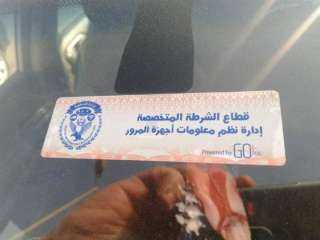 قطاع الشرطة المتخصصة
إدارة نظم معلومات أجهزة المرور
Powered by GO